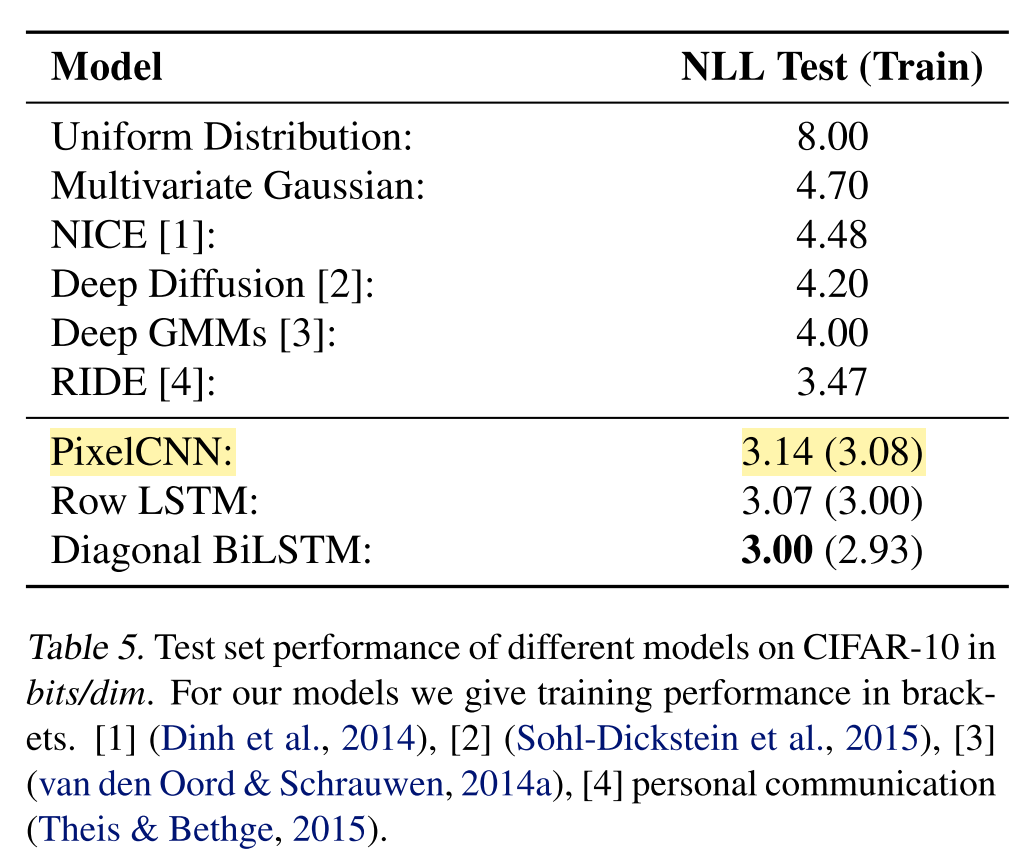 Model NLL Test (Train)
Uniform Distribution: 8.00
Multivariate Gaussian: 4.70
NICE [1]: 4.48
Deep Diffusion [2]: 4.20
Deep GMMs [3]: 4.00
RIDE [4]: 3.47
PixelCNN: 3.14 (3.08)
Row LSTM: 3.07 (3.00)
Diagonal BiLSTM: 3.00 (2.93)
Table 5. Test set performance of different models on CIFAR-10 in
bits/dim. For our models we give training performance in brack-
ets. [1] (Dinh et al., 2014), [2] (Sohl-Dickstein et al., 2015), [3]
(van den Oord & Schrauwen, 2014a), [4] personal communication
(Theis & Bethge, 2015).